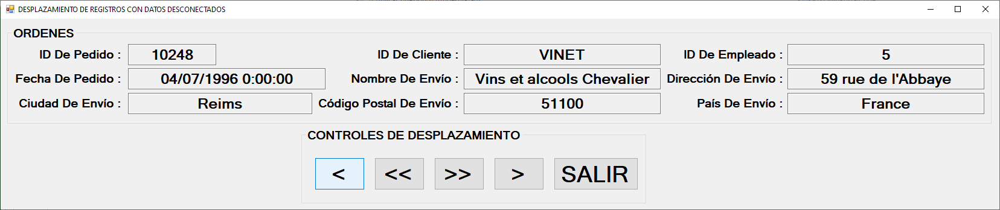 DESPLAZAMIENTO DE REGISTROS CON DATOS DESCONECTADOS
ORDENES
ID De Pedido : 10248 ID De Cliente : VINET ID De Empleado : 5
Fecha De Pedido : 04/07/1996 0:00:00 Nombre De Envío : Vins et alcools Chevalier Dirección De Envío : 59 rue de l'Abbaye
Ciudad De Envío : Reims Código Postal De Envío : 51100 País De Envío : France
CONTROLES DE DESPLAZAMIENTO
< << >> > SALIR